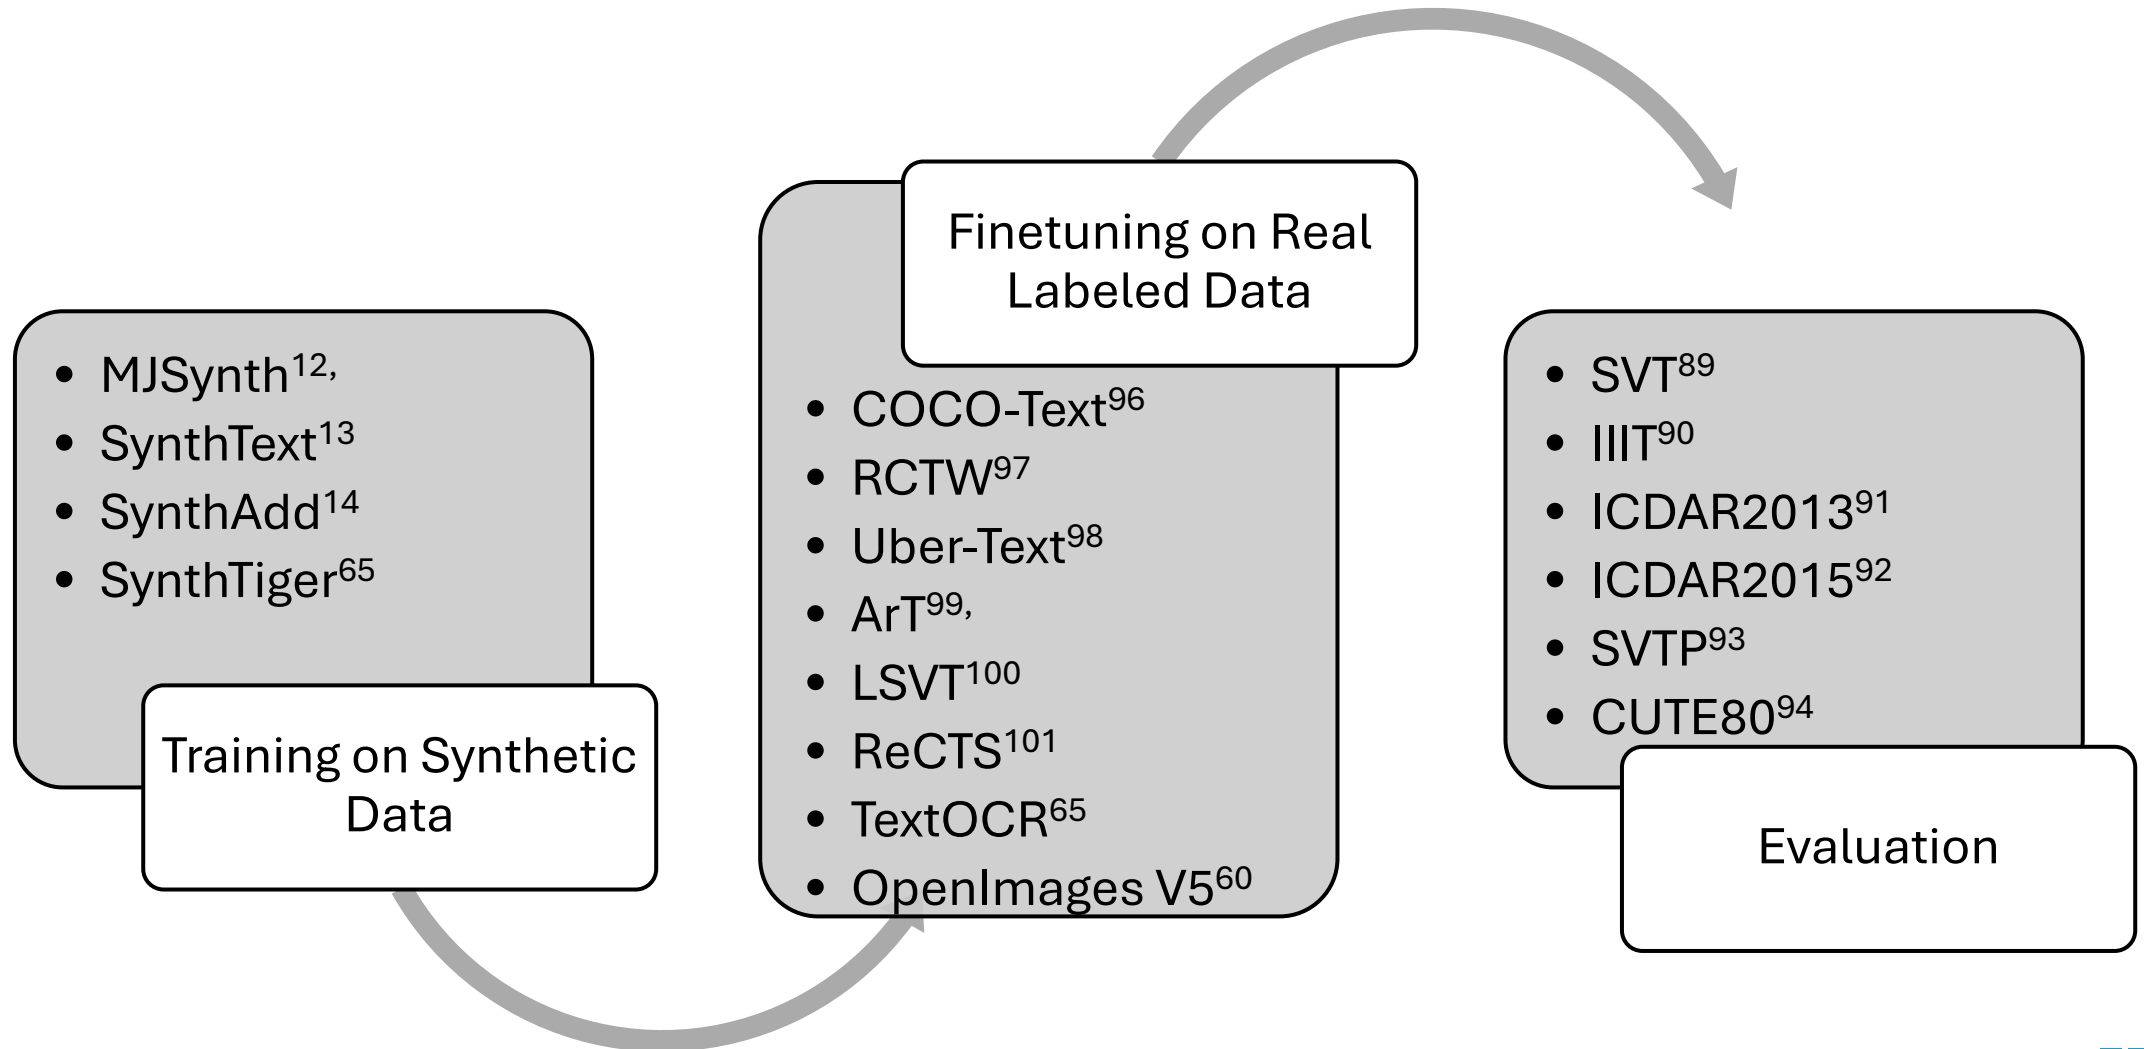 MJSynth12,
SynthText13
SynthAdd14
SynthTiger65
Training on Synthetic
Data
Finetuning on Real
Labeled Data
COCO-Text96
RCTW97
Uber-Text98
ArT99,
LSVT100
ReCTS101
TextOCR65
OpenImages V560
SVT89
IIIT90
ICDAR201391
ICDAR201592
SVTP93
CUTE8094
Evaluation